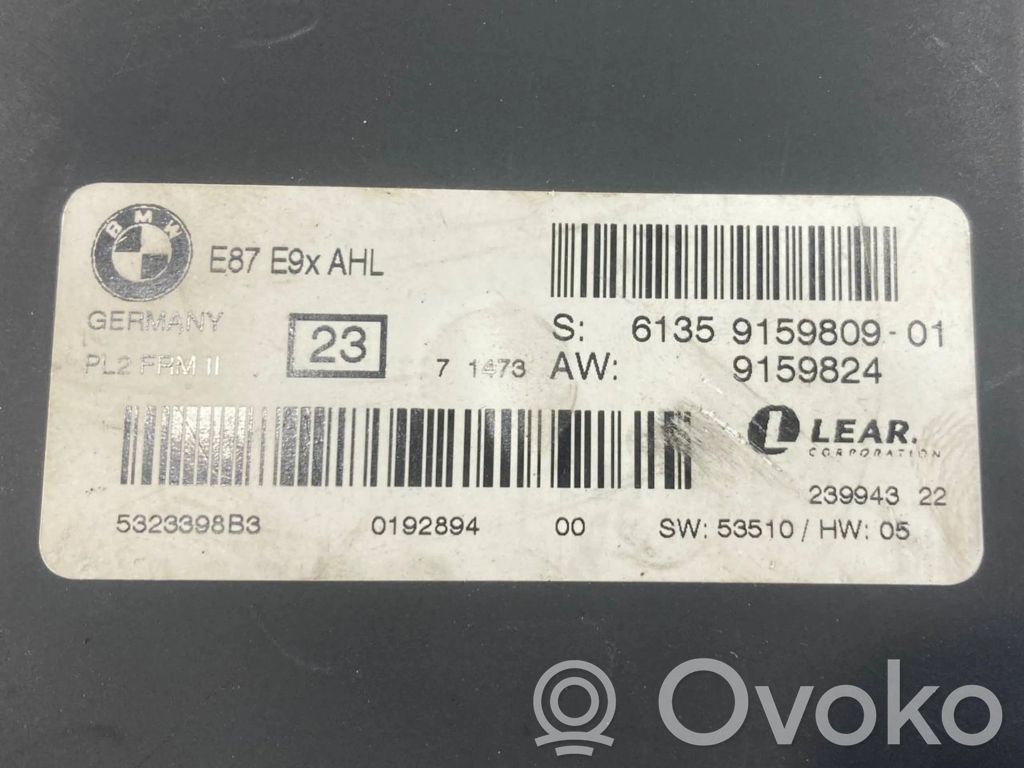 BMW
E87 E9x AHL
GERMANY
PL2 FRM II
23
7 1473
S: 6135 9159809-01
AW: 9159824
LEAR.
CORPORATION
239943 22
5323398B3 0192894 00 SW: 53510 / HW: 05
Ovoko